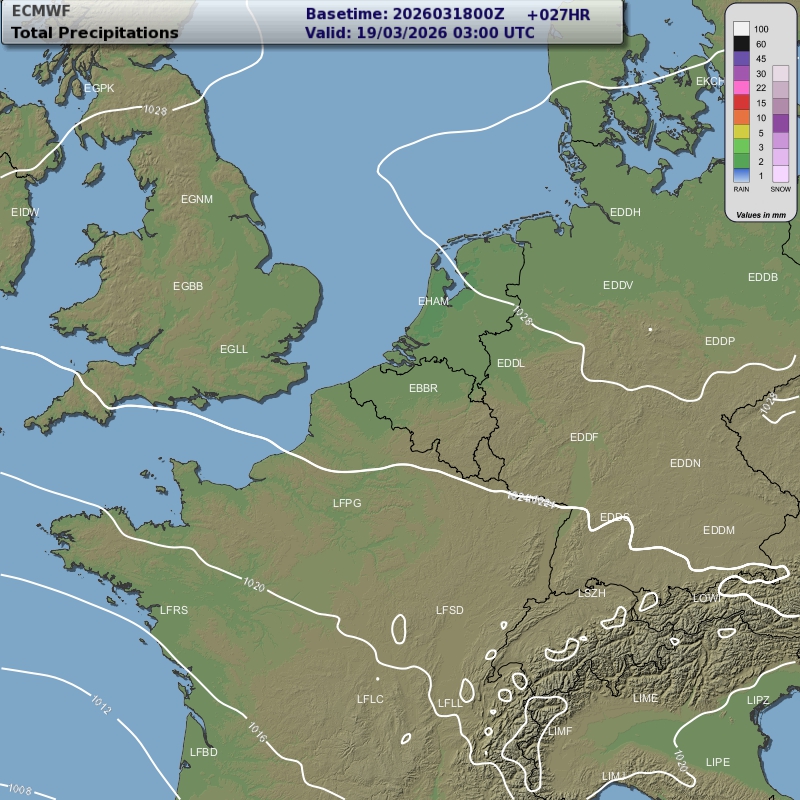 ECMWF
Basetime: 2026031800Z +027HR
Total Precipitations
Valid: 19/03/2026 03:00 UTC
100
60
45
30
22
15
10
5
3
2
1
RAIN SNOW
Values in mm
EGPK
EKCH
1028
EGNM
EIDW
EDDH
EGBB
EDDV
EDDB
EHAM
1028
EDDP
EGLL
EDDL
EBBR
1028
EDDF
EDDN
LFPG
EDDS
EDDM
1020
LSZH
LOWI
LFRS
LFSD
LFLC
LFLL
LIME
LIPZ
1012
1016
LIMF
LFBD
1020
LIPE
LIMJ
1008